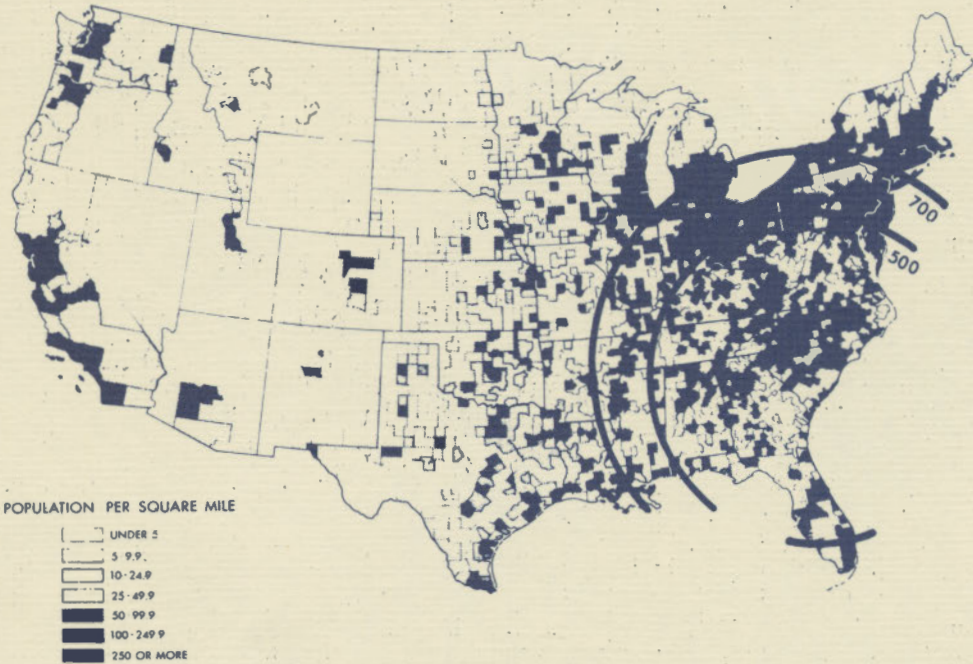 700
500
POPULATION PER SQUARE MILE
UNDER 5
5-9.9
10-24.9
25-49.9
50-99.9
100-249.9
250 OR MORE